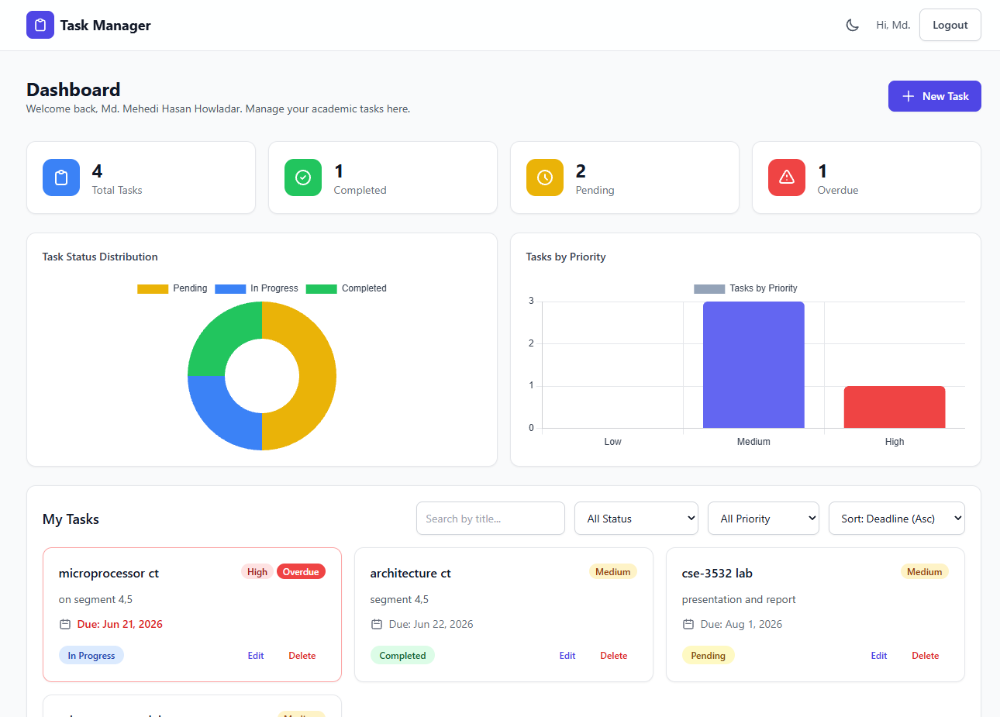 Task Manager
Hi, Md.
Logout
Dashboard
Welcome back, Md. Mehedi Hasan Howladar. Manage your academic tasks here.
New Task
4
Total Tasks
1
Completed
2
Pending
1
Overdue
Task Status Distribution
Pending
In Progress
Completed
Tasks by Priority
Tasks by Priority
3
2
1
0
Low
Medium
High
My Tasks
Search by title...
All Status
All Priority
Sort: Deadline (Asc)
microprocessor ct
High
Overdue
on segment 4,5
Due: Jun 21, 2026
In Progress
Edit
Delete
architecture ct
Medium
segment 4,5
Due: Jun 22, 2026
Completed
Edit
Delete
cse-3532 lab
Medium
presentation and report
Due: Aug 1, 2026
Pending
Edit
Delete